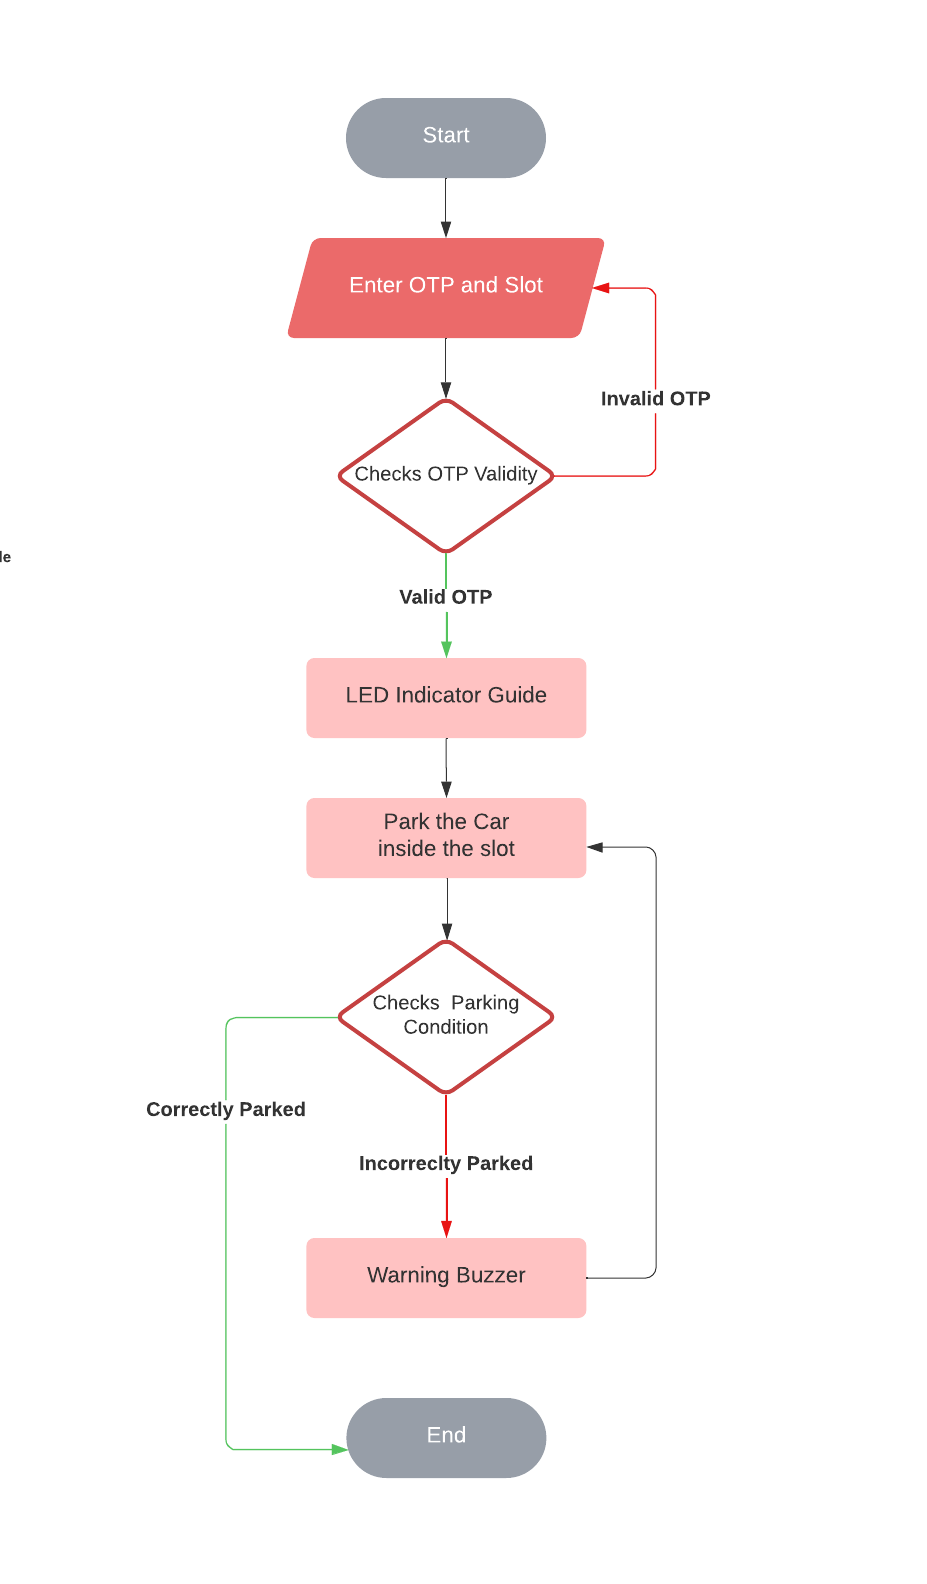 Start
Enter OTP and Slot
Invalid OTP
Checks OTP Validity
le
Valid OTP
LED Indicator Guide
Park the Car
inside the slot
Checks  Parking
Condition
Correctly Parked
Incorreclty Parked
Warning Buzzer
End